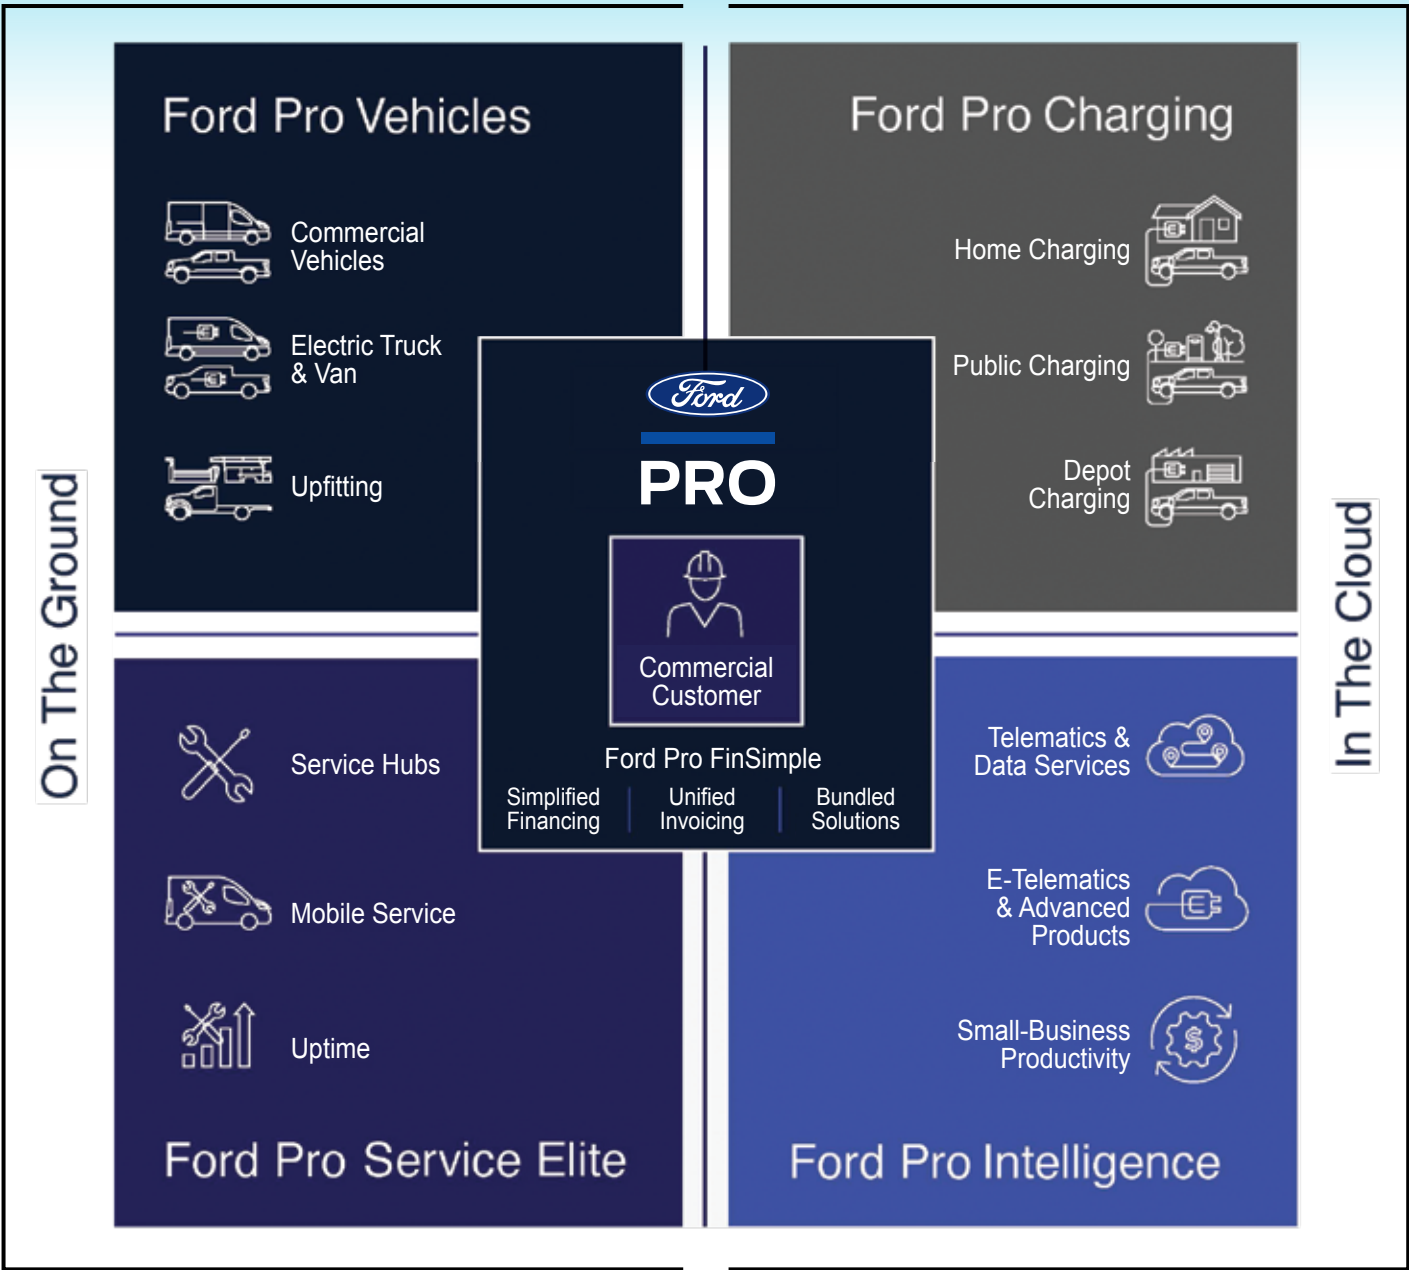 Ford Pro Vehicles
Commercial
Vehicles
Electric Truck
& Van
Upfitting
Ford Pro Charging
Home Charging
Public Charging
Depot
Charging
On The Ground
In The Cloud
Ford
PRO
Commercial
Customer
Ford Pro FinSimple
Simplified
Financing
Unified
Invoicing
Bundled
Solutions
Service Hubs
Mobile Service
Uptime
Ford Pro Service Elite
Telematics &
Data Services
E-Telematics
& Advanced
Products
Small-Business
Productivity
$
Ford Pro Intelligence